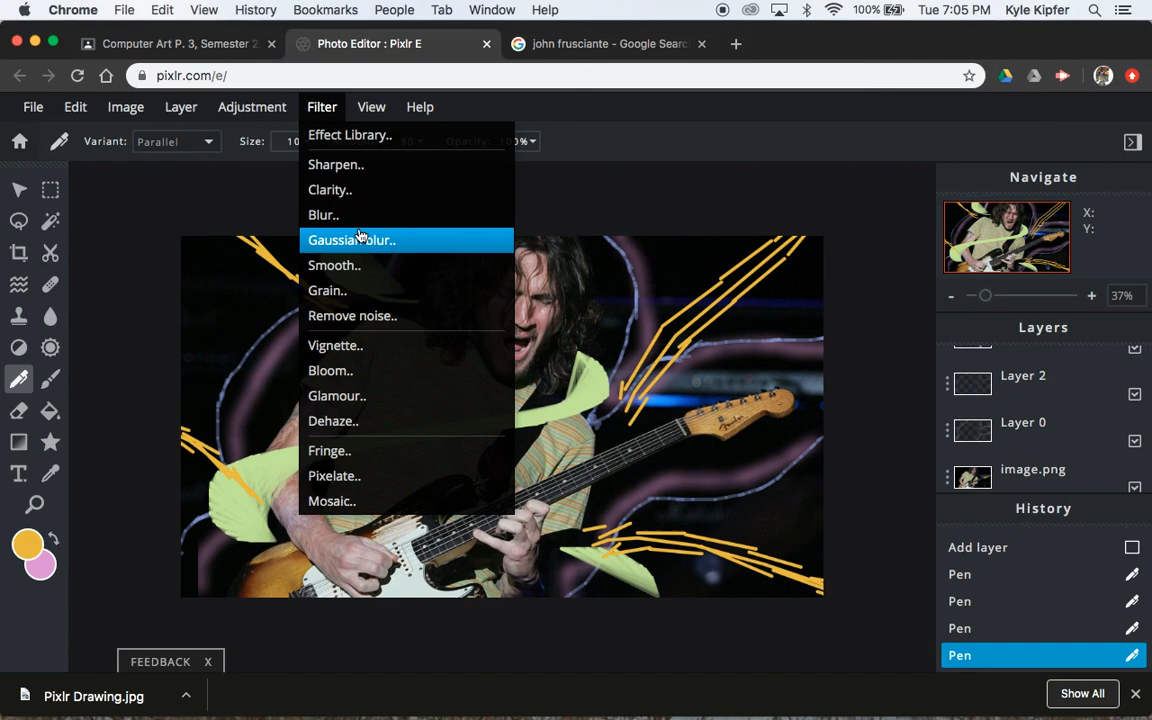 Chrome File Edit View History Bookmarks People Tab Window Help 100% Tue 7:05 PM Kyle Kipfer
Computer Art P. 3, Semester 2 × Photo Editor : Pixlr E × john frusciante - Google Searc × +
pixlr.com/e/
File Edit Image Layer Adjustment Filter View Help
Variant: Parallel Size: 10 Opacity: %
Effect Library..
Sharpen..
Clarity..
Blur..
Gaussian blur..
Smooth..
Grain..
Remove noise..
Vignette..
Bloom..
Glamour..
Dehaze..
Fringe..
Pixelate..
Mosaic..
Fender
Navigate
X:
Y:
- + 37%
Layers
Layer 2
Layer 0
image.png
History
Add layer
Pen
Pen
Pen
Pen
FEEDBACK X
Pixlr Drawing.jpg
Show All